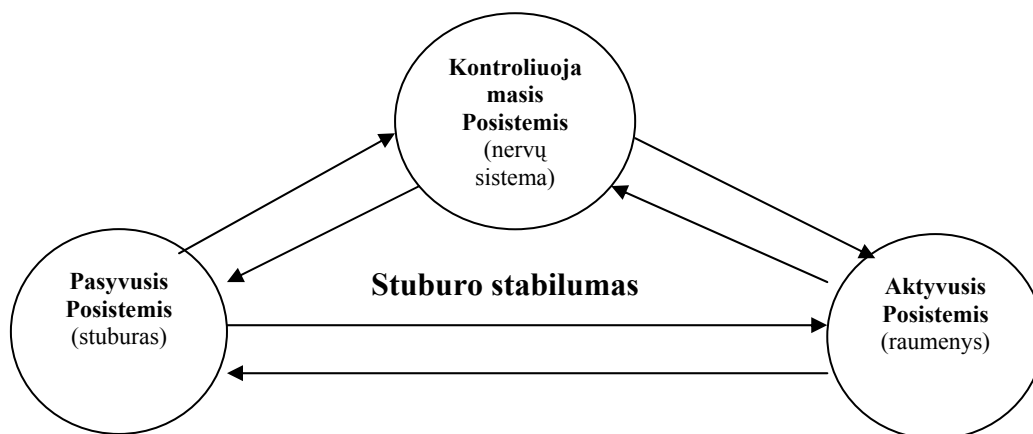 Kontroliuoja
masis
Posistemis
(nervų
sistema)
Stuburo stabilumas
Pasyvusis
Posistemis
(stuburas)
Aktyvusis
Posistemis
(raumenys)